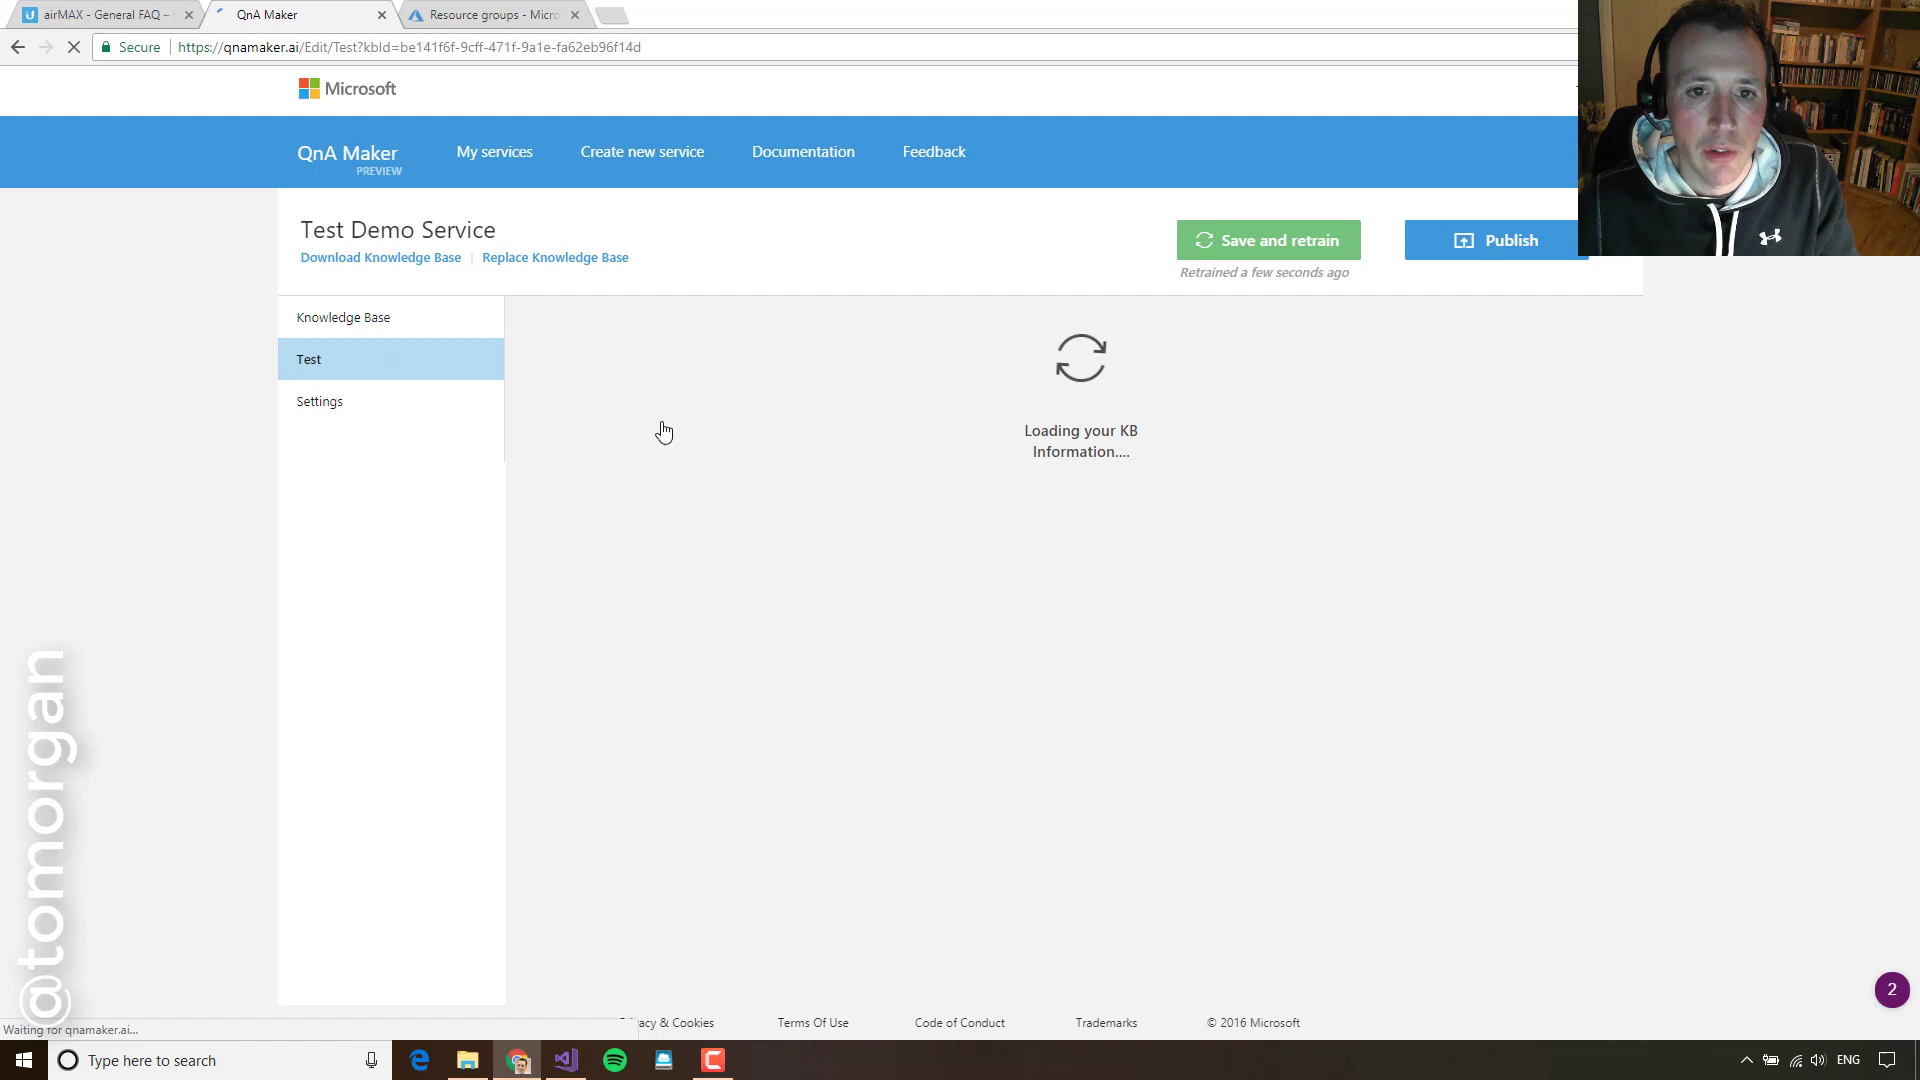 airMAX - General FAQ –
QnA Maker
Resource groups - Micro
Secure
https://qnamaker.ai/Edit/Test?kbId=be141f6f-9cff-471f-9a1e-fa62eb96f14d
Microsoft
QnA Maker
PREVIEW
My services
Create new service
Documentation
Feedback
Test Demo Service
Download Knowledge Base
Replace Knowledge Base
Save and retrain
Publish
Retrained a few seconds ago
Knowledge Base
Test
Settings
Loading your KB
Information....
@tomorgan
2
Waiting for qnamaker.ai...
acy & Cookies
Terms Of Use
Code of Conduct
Trademarks
© 2016 Microsoft
Type here to search
ENG